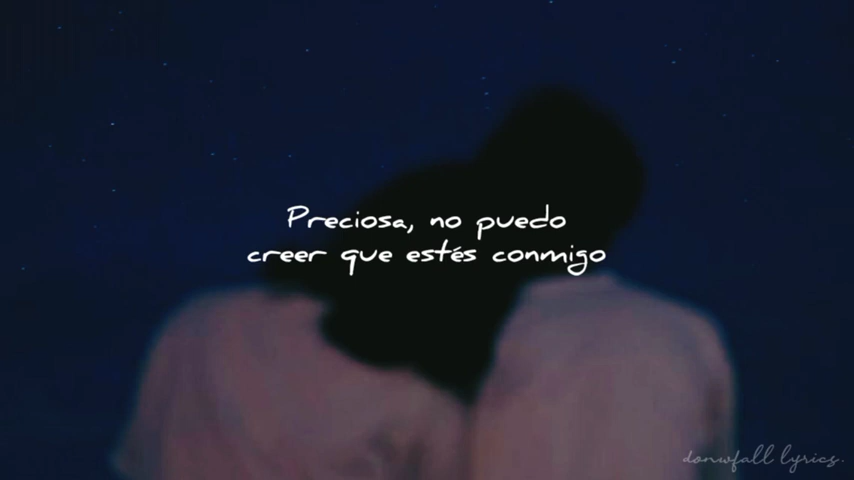 Preciosa, no puedo
creer que estés conmigo
donwfall lyrics.